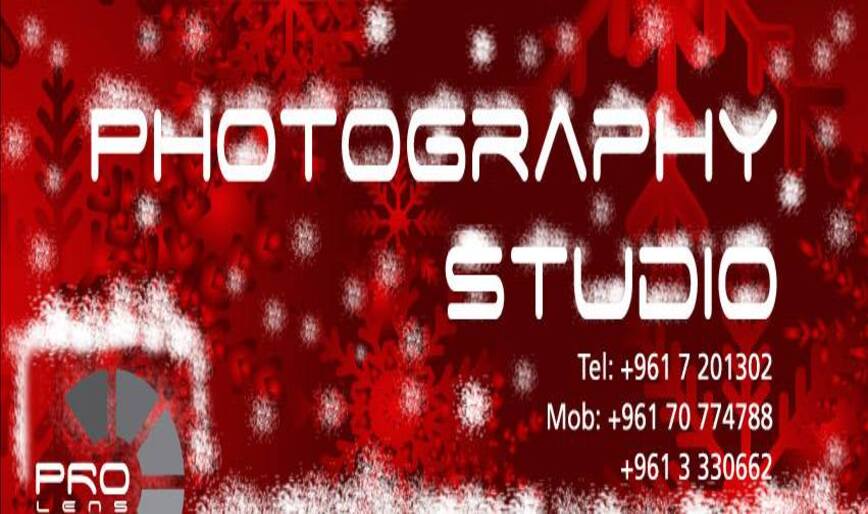 PHOTOGRAPHY
STUDIO
Tel: +961 7 201302
Mob: +961 70 774788
+961 3 330662
PRO
LENS